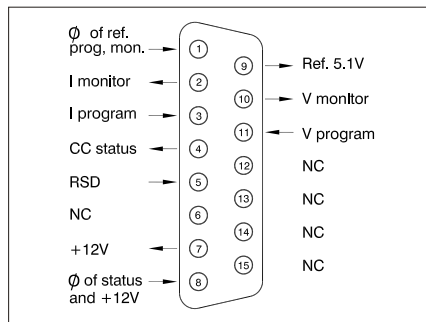 Ø of ref.
prog, mon.
1
I monitor
2
I program
3
CC status
4
RSD
5
NC
6
+12V
7
Ø of status
and +12V
8
9
Ref. 5.1V
10
V monitor
11
V program
12
NC
13
NC
14
NC
15
NC